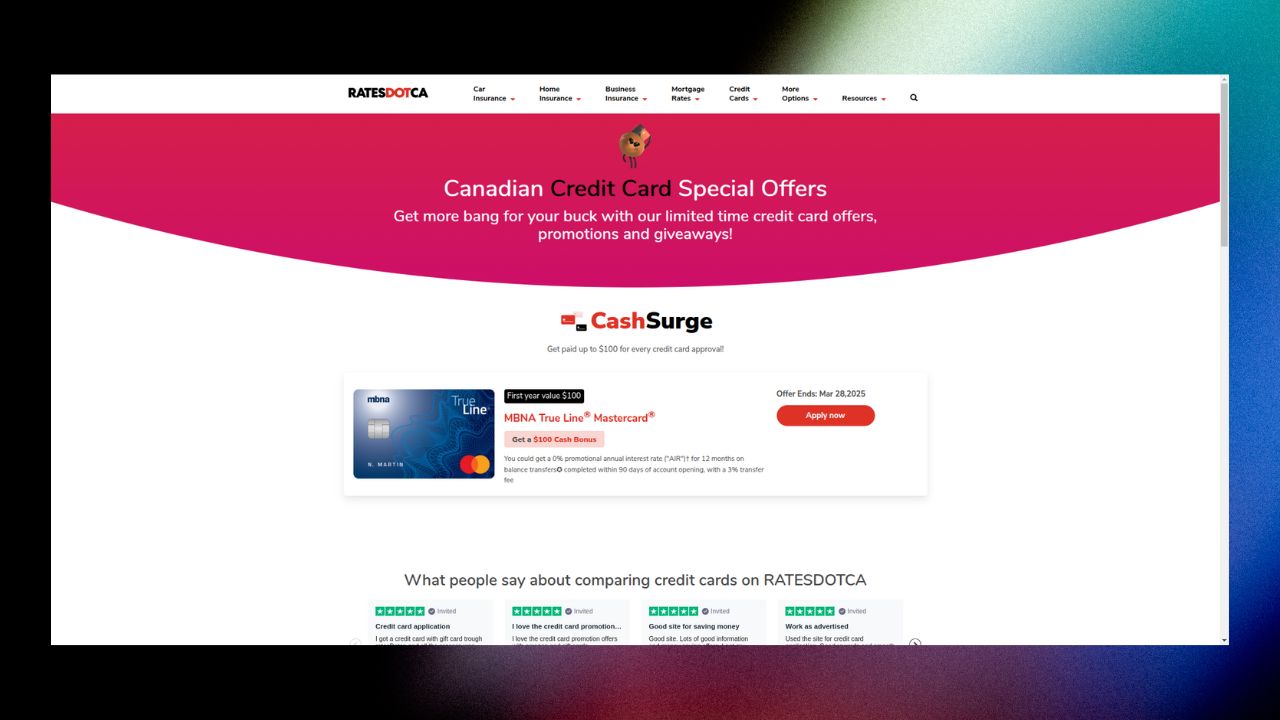 RATESDOTCA
Car
Insurance
Home
Insurance
Business
Insurance
Mortgage
Rates
Credit
Cards
More
Options
Resources
Canadian Credit Card Special Offers
Get more bang for your buck with our limited time credit card offers,
promotions and giveaways!
CashSurge
Get paid up to $100 for every credit card approval!
mbna
True
Line®
N. MARTIN
First year value $100
MBNA True Line® Mastercard®
Get a $100 Cash Bonus
You could get a 0% promotional annual interest rate ("AIR")† for 12 months on
balance transfers✪ completed within 90 days of account opening, with a 3% transfer
fee
Offer Ends: Mar 28,2025
Apply now
What people say about comparing credit cards on RATESDOTCA
Invited
Credit card application
I got a credit card with gift card trough
Invited
I love the credit card promotion...
I love the credit card promotion offers
Invited
Good site for saving money
Good site. Lots of good information
Invited
Work as advertised
Used the site for credit card